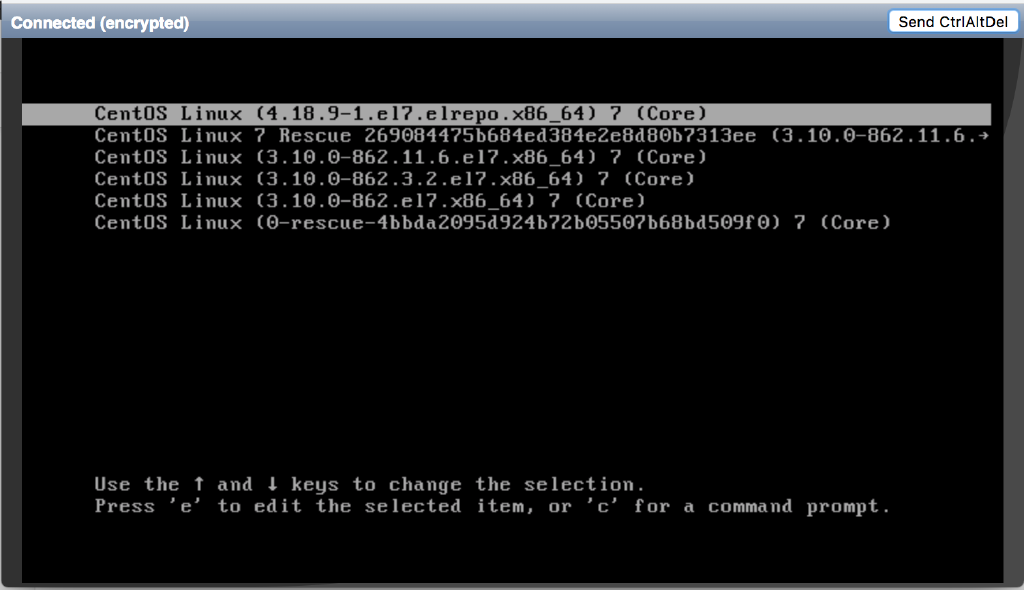 Connected (encrypted)
Send CtrlAltDel
CentOS Linux (4.18.9-1.el7.elrepo.x86_64) 7 (Core)
CentOS Linux 7 Rescue 269084475b684ed384e2e8d80b7313ee (3.10.0-862.11.6.→
CentOS Linux (3.10.0-862.11.6.el7.x86_64) 7 (Core)
CentOS Linux (3.10.0-862.3.2.el7.x86_64) 7 (Core)
CentOS Linux (3.10.0-862.el7.x86_64) 7 (Core)
CentOS Linux (0-rescue-4bbda2095d924b72b05507b68bd509f0) 7 (Core)
Use the ↑ and ↓ keys to change the selection.
Press 'e' to edit the selected item, or 'c' for a command prompt.